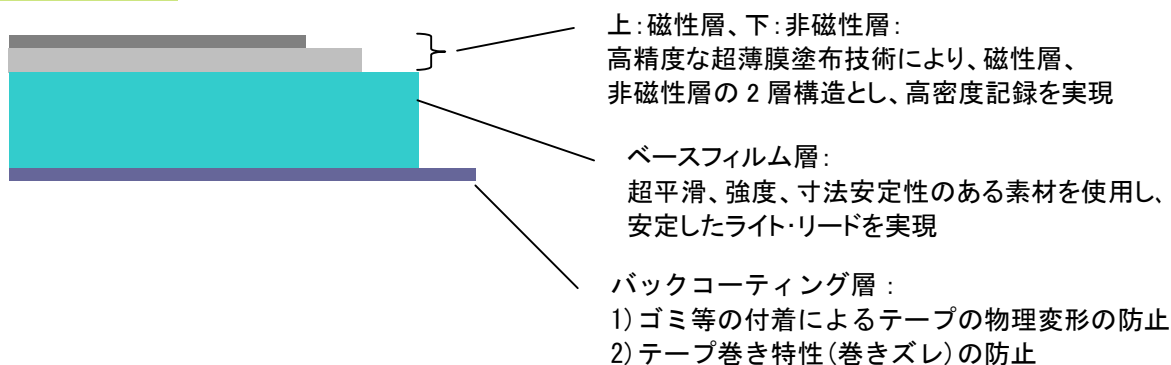 上：磁性層、下：非磁性層：
高精度な超薄膜塗布技術により、磁性層、
非磁性層の 2 層構造とし、高密度記録を実現
ベースフィルム層：
超平滑、強度、寸法安定性のある素材を使用し、
安定したライト・リードを実現
バックコーティング層：
1)ゴミ等の付着によるテープの物理変形の防止
2)テープ巻き特性(巻きズレ)の防止